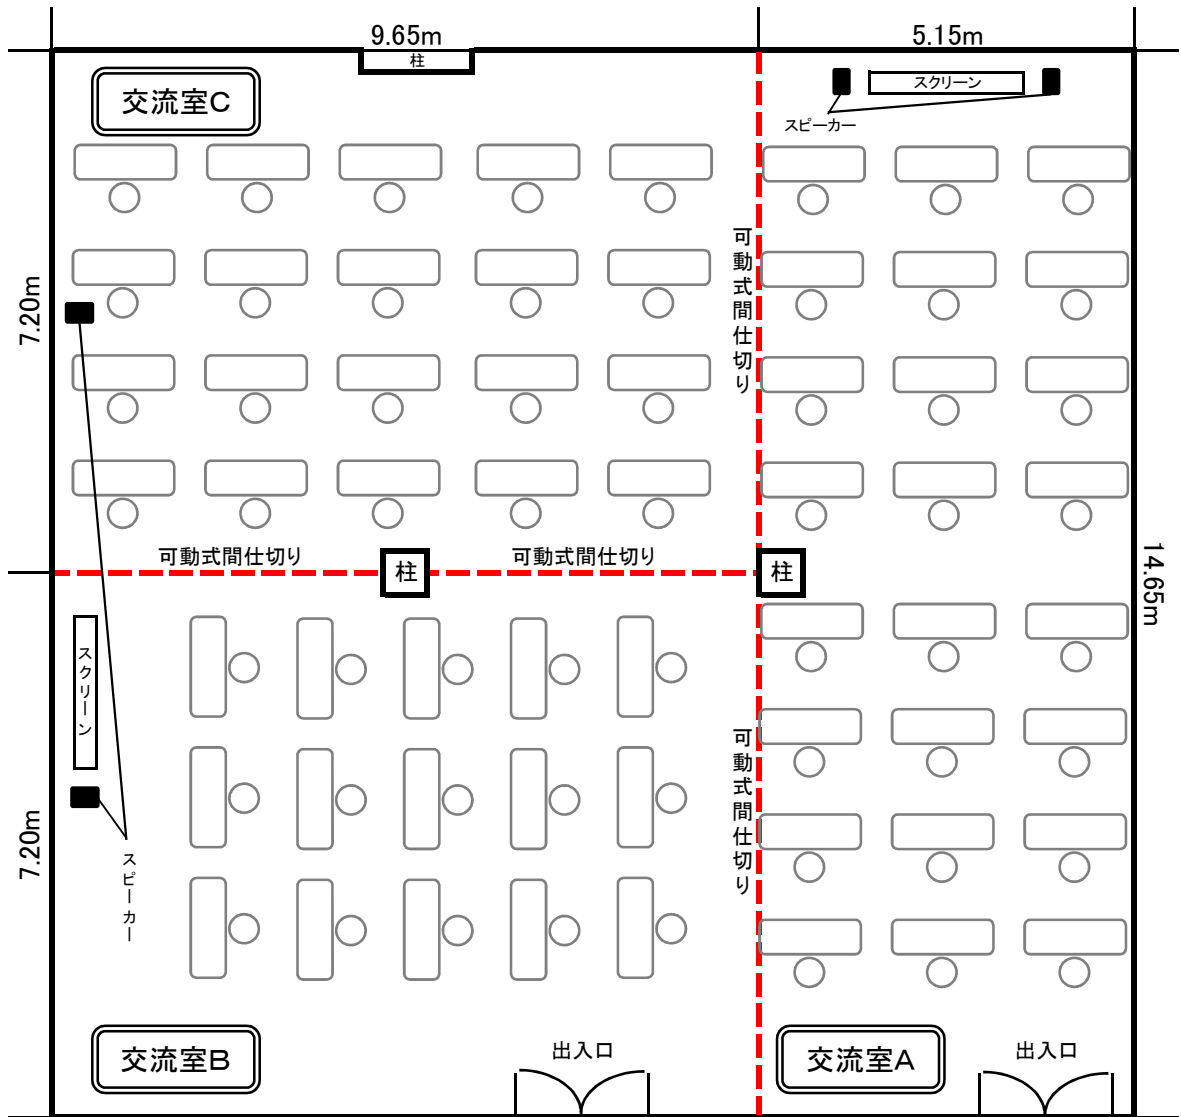 9.65m
5.15m
柱
スクリーン
交流室C
スピーカー
可動式間仕切り
7.20m
可動式間仕切り
可動式間仕切り
柱
柱
14.65m
スクリーン
可動式間仕切り
7.20m
スピーカー
交流室B
出入口
交流室A
出入口